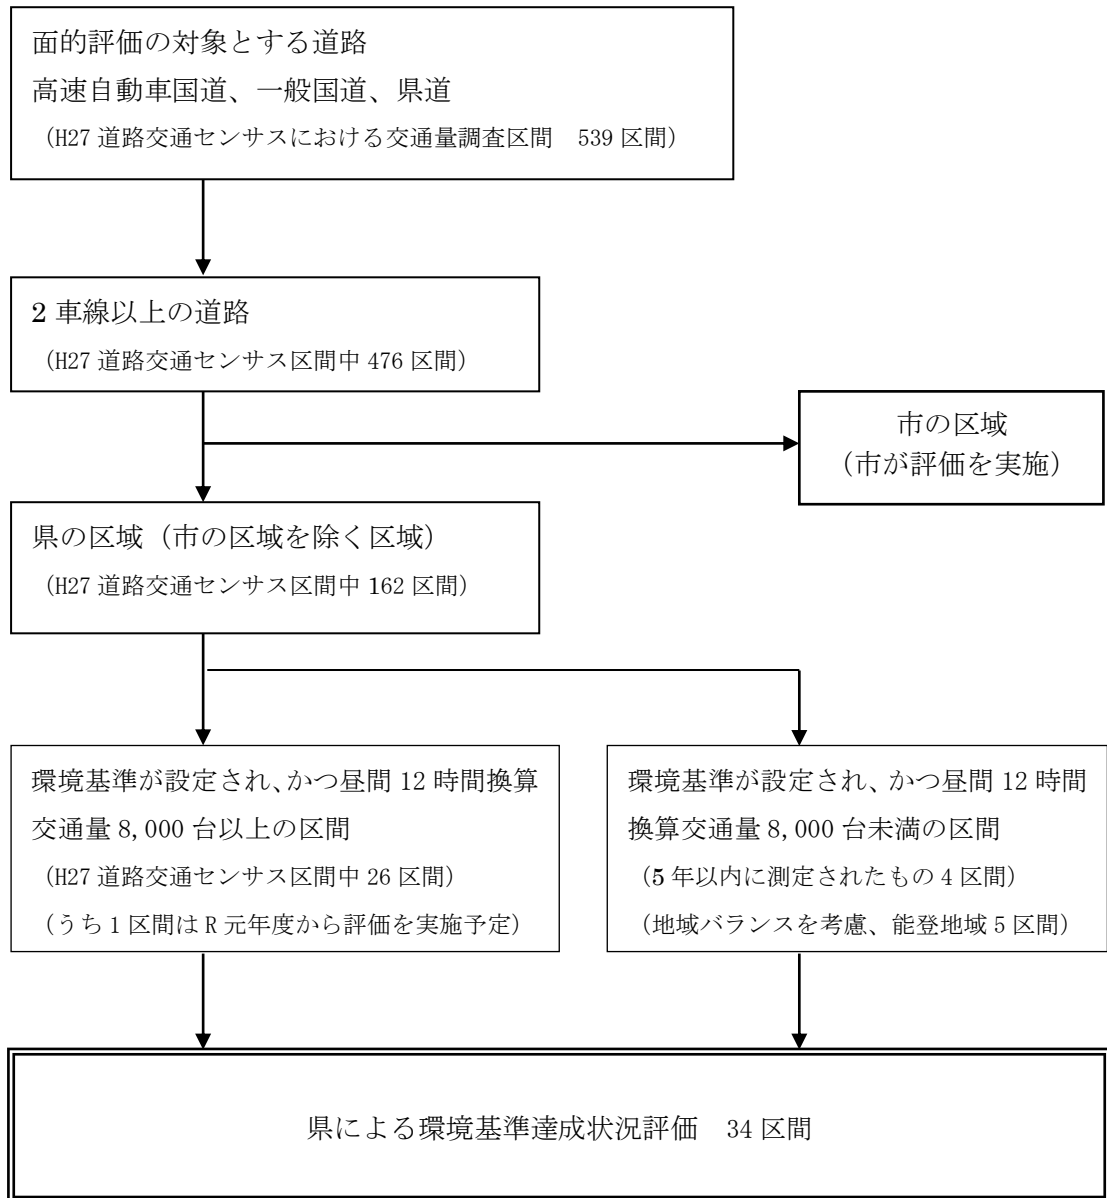 面的評価の対象とする道路
高速自動車国道、一般国道、県道
（H27 道路交通センサスにおける交通量調査区間　539 区間）
2 車線以上の道路
（H27 道路交通センサス区間中 476 区間）
市の区域
（市が評価を実施）
県の区域（市の区域を除く区域）
（H27 道路交通センサス区間中 162 区間）
環境基準が設定され、かつ昼間 12 時間換算
交通量 8,000 台以上の区間
（H27 道路交通センサス区間中 26 区間）
（うち 1 区間は R 元年度から評価を実施予定）
環境基準が設定され、かつ昼間 12 時間
換算交通量 8,000 台未満の区間
（5 年以内に測定されたもの 4 区間）
（地域バランスを考慮、能登地域 5 区間）
県による環境基準達成状況評価　34 区間